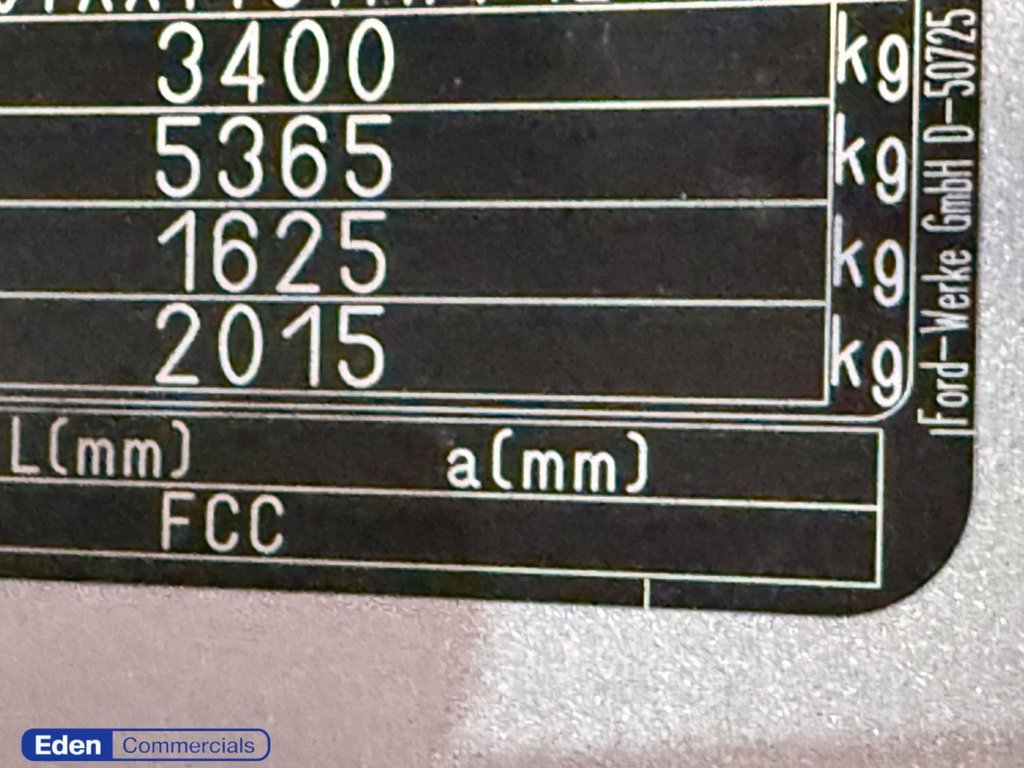 3400 kg
5365 kg
1625 kg
2015 kg
L(mm) a(mm)
FCC
Ford-Werke GmbH D-50725
Eden Commercials